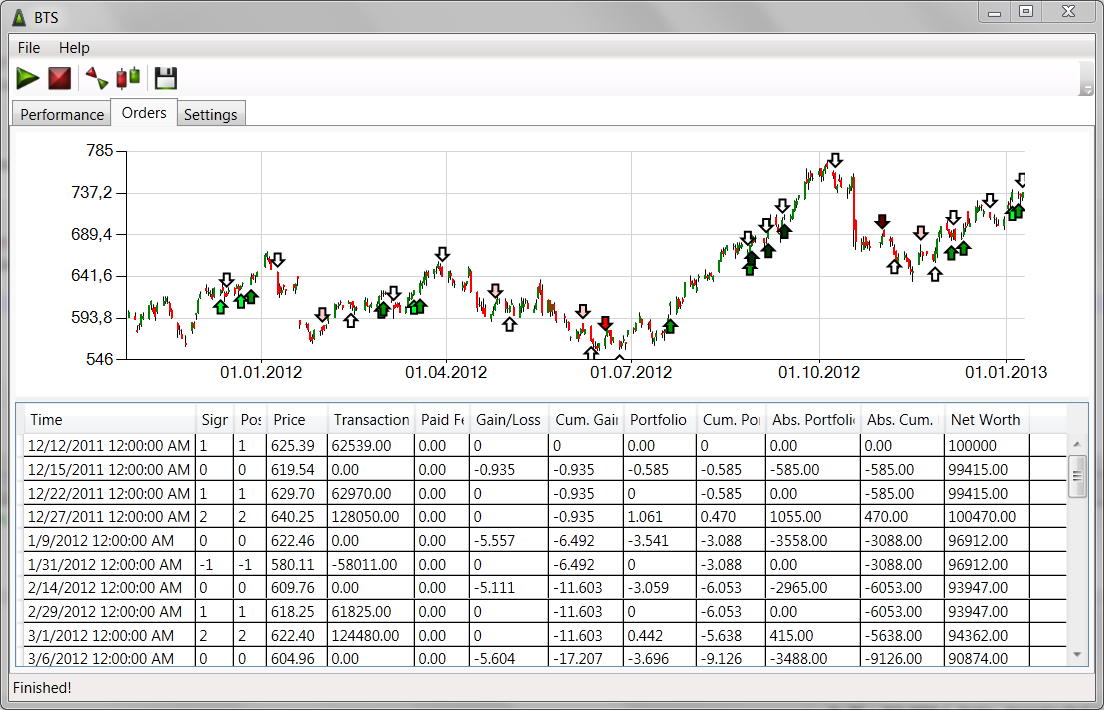 BTS
File Help
Performance Orders Settings
785
737,2
689,4
641,6
593,8
546
01.01.2012 01.04.2012 01.07.2012 01.10.2012 01.01.2013
Time Sigr Pos Price Transaction Paid Fe Gain/Loss Cum. Gai Portfolio Cum. Po Abs. Portfolio Abs. Cum. Net Worth
12/12/2011 12:00:00 AM 1 1 625.39 62539.00 0.00 0 0 0.00 0 0.00 0.00 100000
12/15/2011 12:00:00 AM 0 0 619.54 0.00 0.00 -0.935 -0.935 -0.585 -0.585 -585.00 -585.00 99415.00
12/22/2011 12:00:00 AM 1 1 629.70 62970.00 0.00 0 -0.935 0 -0.585 0.00 -585.00 99415.00
12/27/2011 12:00:00 AM 2 2 640.25 128050.00 0.00 0 -0.935 1.061 0.470 1055.00 470.00 100470.00
1/9/2012 12:00:00 AM 0 0 622.46 0.00 0.00 -5.557 -6.492 -3.541 -3.088 -3558.00 -3088.00 96912.00
1/31/2012 12:00:00 AM -1 -1 580.11 -58011.00 0.00 0 -6.492 0 -3.088 0.00 -3088.00 96912.00
2/14/2012 12:00:00 AM 0 0 609.76 0.00 0.00 -5.111 -11.603 -3.059 -6.053 -2965.00 -6053.00 93947.00
2/29/2012 12:00:00 AM 1 1 618.25 61825.00 0.00 0 -11.603 0 -6.053 0.00 -6053.00 93947.00
3/1/2012 12:00:00 AM 2 2 622.40 124480.00 0.00 0 -11.603 0.442 -5.638 415.00 -5638.00 94362.00
3/6/2012 12:00:00 AM 0 0 604.96 0.00 0.00 -5.604 -17.207 -3.696 -9.126 -3488.00 -9126.00 90874.00
Finished!